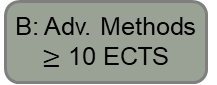 B: Adv. Methods
≥ 10 ECTS